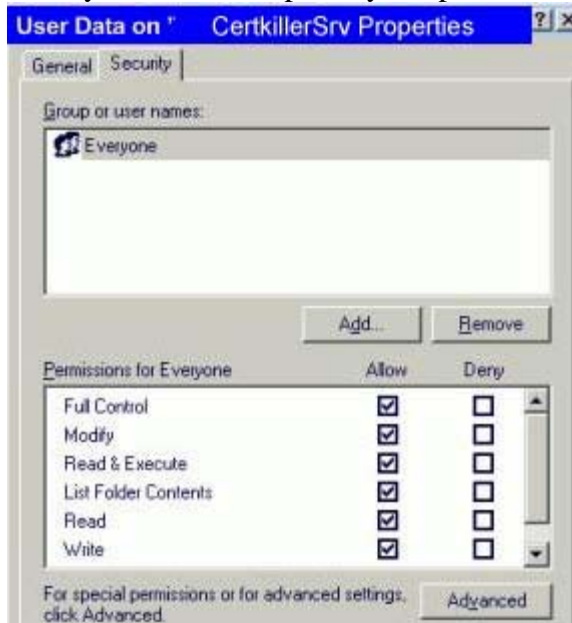 User Data on CertkillerSrv Properties ? x
General Security
Group or user names:
Everyone
Add... Remove
Permissions for Everyone Allow Deny
Full Control
Modify
Read & Execute
List Folder Contents
Read
Write
For special permissions or for advanced settings,
click Advanced.
Advanced